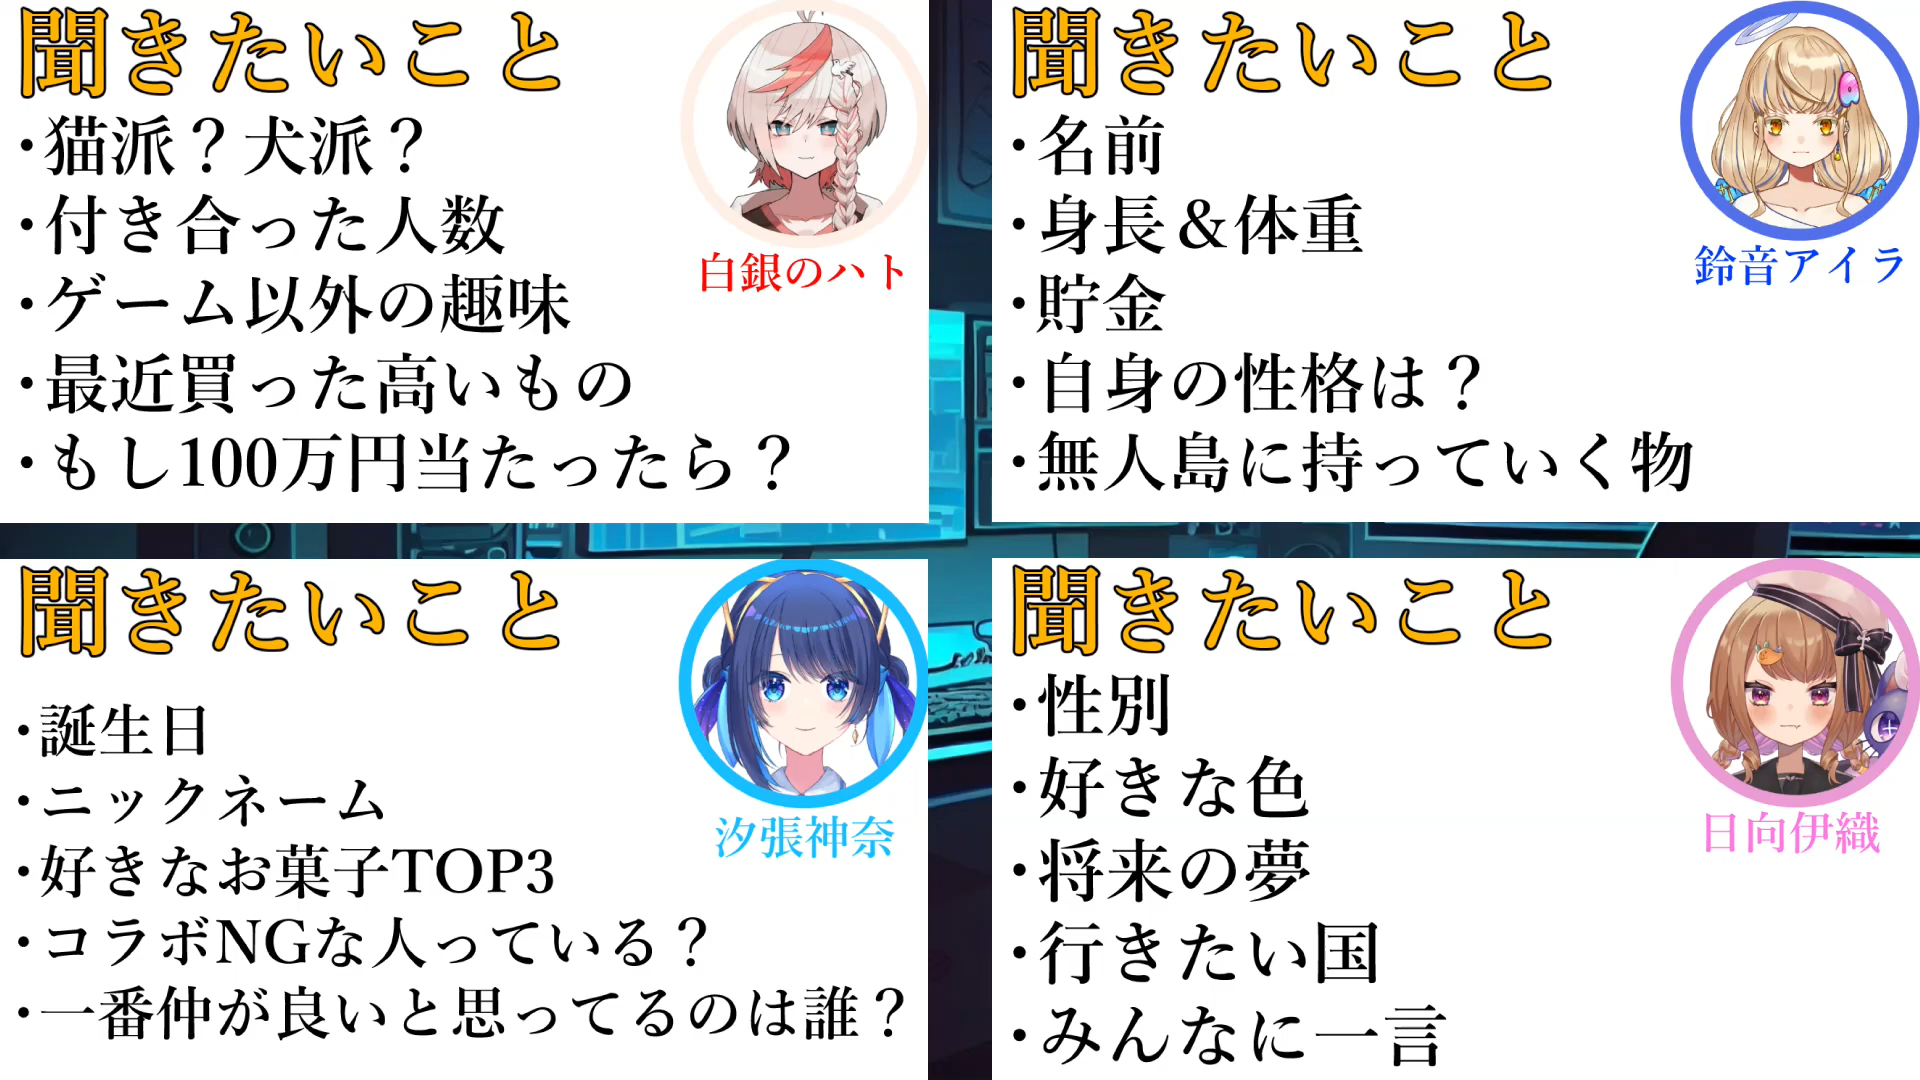 聞きたいこと
・猫派？犬派？
・付き合った人数
・ゲーム以外の趣味
・最近買った高いもの
・もし100万円当たったら？
白銀のハト
聞きたいこと
・名前
・身長＆体重
・貯金
・自身の性格は？
・無人島に持っていく物
鈴音アイラ
聞きたいこと
・誕生日
・ニックネーム
・好きなお菓子TOP3
・コラボNGな人っている？
・一番仲が良いと思ってるのは誰？
汐張神奈
聞きたいこと
・性別
・好きな色
・将来の夢
・行きたい国
・みんなに一言
日向伊織